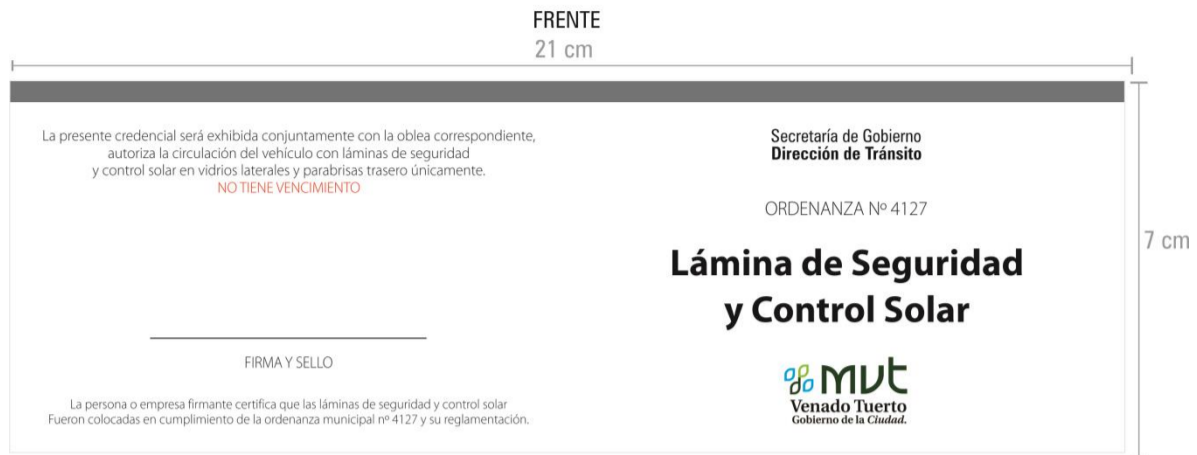 FRENTE
21 cm
La presente credencial será exhibida conjuntamente con la oblea correspondiente,
autoriza la circulación del vehículo con láminas de seguridad
y control solar en vidrios laterales y parabrisas trasero únicamente.
NO TIENE VENCIMIENTO
FIRMA Y SELLO
La persona o empresa firmante certifica que las láminas de seguridad y control solar
Fueron colocadas en cumplimiento de la ordenanza municipal nº 4127 y su reglamentación.
Secretaría de Gobierno
Dirección de Tránsito
ORDENANZA Nº 4127
Lámina de Seguridad
y Control Solar
mvt
Venado Tuerto
Gobierno de la Ciudad.
7 cm